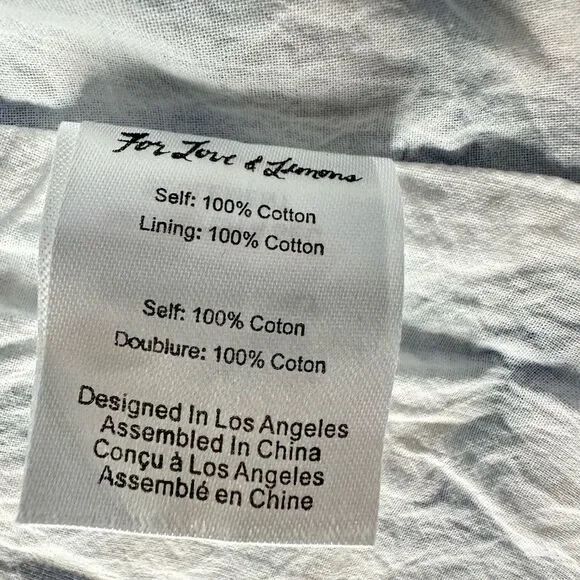 For Love & Lemons
Self: 100% Cotton
Lining: 100% Cotton
Self: 100% Coton
Doublure: 100% Coton
Designed In Los Angeles
Assembled In China
Conçu à Los Angeles
Assemblé en Chine